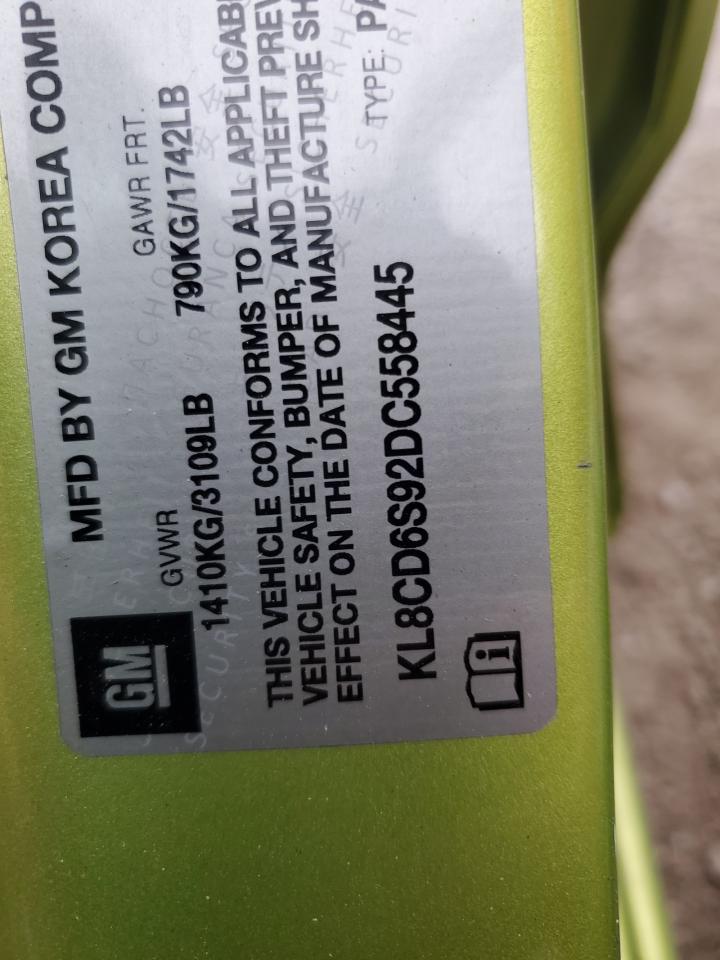 GM
MFD BY GM KOREA COMP
GVWR
GAWR FRT.
1410KG/3109LB
790KG/1742LB
THIS VEHICLE CONFORMS TO ALL APPLICAB
VEHICLE SAFETY, BUMPER, AND THEFT PREV
EFFECT ON THE DATE OF MANUFACTURE SH
KL8CD6S92DC558445
TYPE: PA
i